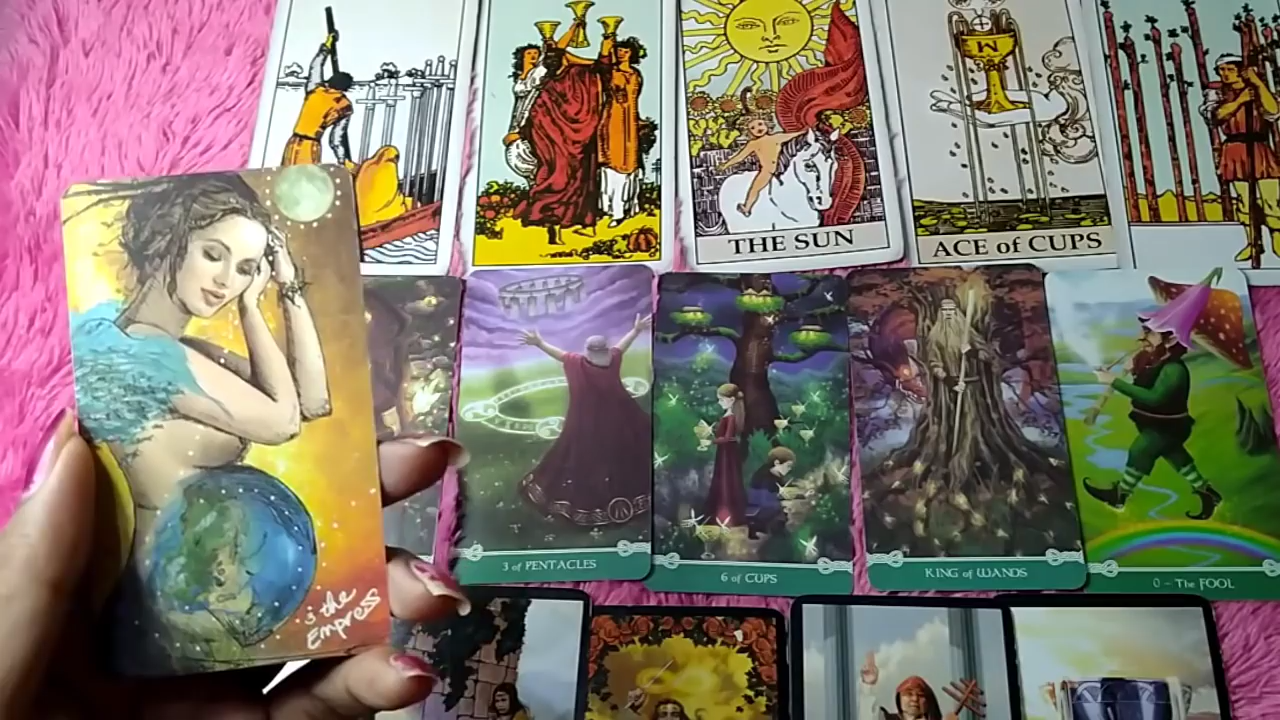 THE SUN
ACE of CUPS
3 of PENTACLES
6 of CUPS
KING of WANDS
0 - The FOOL
3 the
Empress